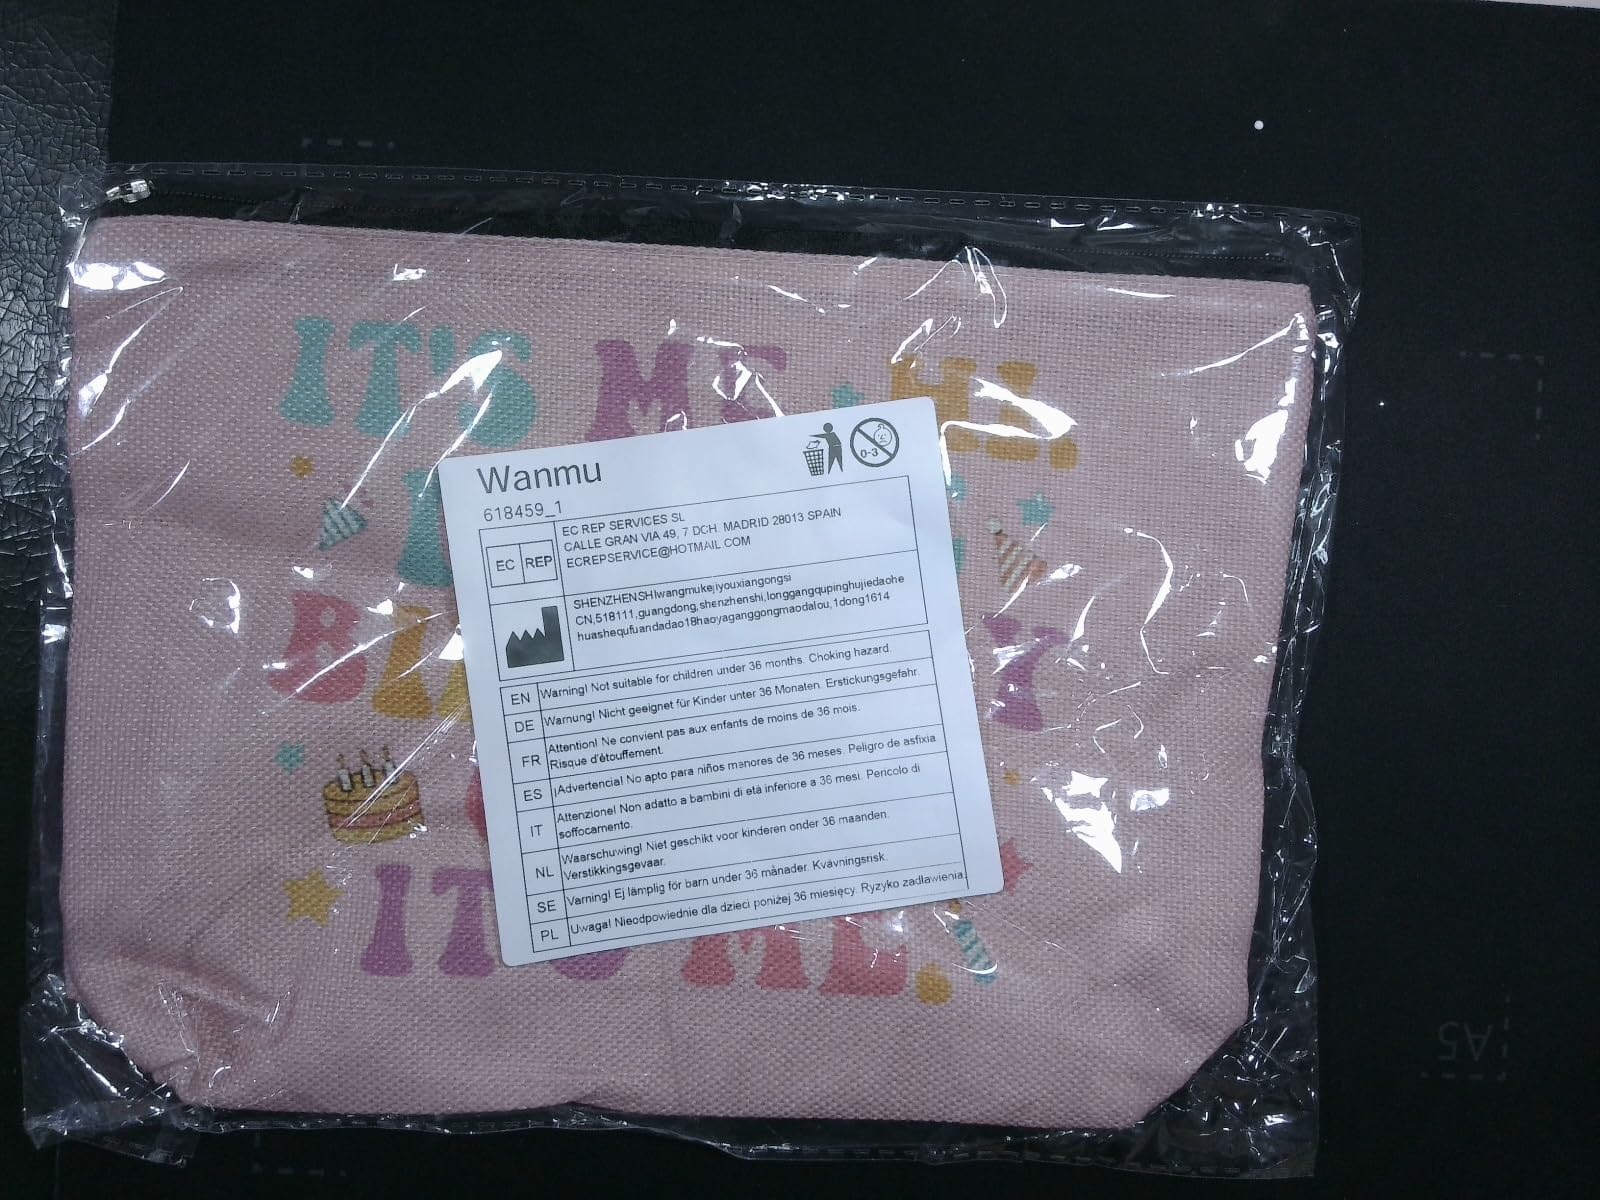 IT'S ME, HI!
IT'S ME.
Wanmu
618459_1
0-3
EC REP
EC REP SERVICES SL
CALLE GRAN VIA 49, 7 DCH. MADRID 28013 SPAIN
ECREPSERVICE@HOTMAIL.COM
SHENZHENSHIwangmukejiyouxiangongsi
CN,518111,guangdong,shenzhenshi,longgangqupinghujiedaohe
huashequfuandadao18haoyaganggongmaodalou,1dong1614
EN Warning! Not suitable for children under 36 months. Choking hazard.
DE Warnung! Nicht geeignet für Kinder unter 36 Monaten. Erstickungsgefahr.
FR Attention! Ne convient pas aux enfants de moins de 36 mois.
Risque d'étouffement.
ES ¡Advertencia! No apto para niños menores de 36 meses. Peligro de asfixia
IT Attenzione! Non adatto a bambini di età inferiore a 36 mesi. Pericolo di
soffocamento.
NL Waarschuwing! Niet geschikt voor kinderen onder 36 maanden.
Verstikkingsgevaar.
SE Varning! Ej lämplig för barn under 36 månader. Kvävningsrisk.
PL Uwaga! Nieodpowiednie dla dzieci poniżej 36 miesięcy. Ryzyko zadławienia.
A5